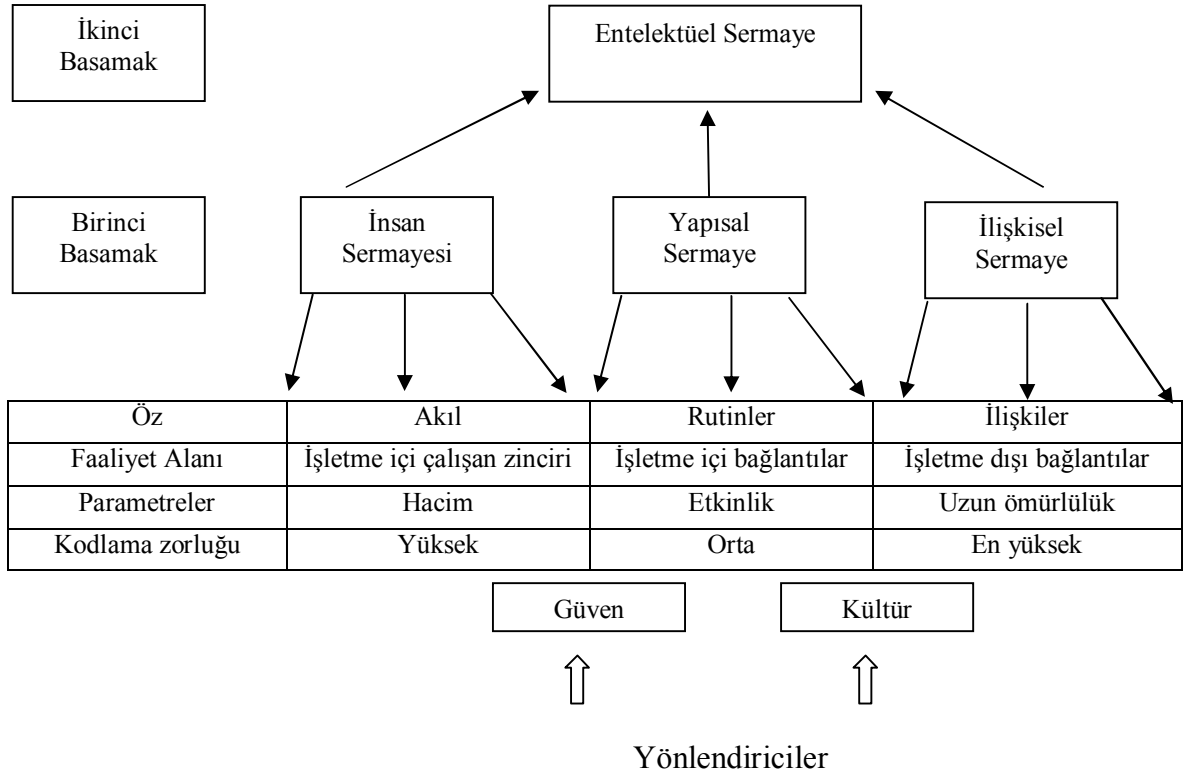 İkinci
Basamak
Entelektüel Sermaye
Birinci
Basamak
İnsan
Sermayesi
Yapısal
Sermaye
İlişkisel
Sermaye
Öz Akıl Rutinler İlişkiler
Faaliyet Alanı İşletme içi çalışan zinciri İşletme içi bağlantılar İşletme dışı bağlantılar
Parametreler Hacim Etkinlik Uzun ömürlülük
Kodlama zorluğu Yüksek Orta En yüksek
Güven Kültür
Yönlendiriciler